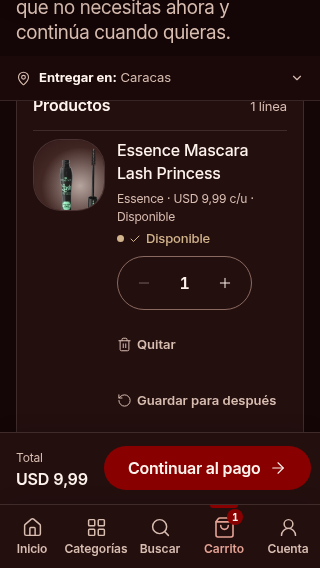 que no necesitas ahora y
continúa cuando quieras.
Entregar en: Caracas
Productos
1 línea
Essence Mascara
Lash Princess
Essence · USD 9,99 c/u ·
Disponible
Disponible
1
Quitar
Guardar para después
Total
USD 9,99
Continuar al pago
1
Inicio
Categorías
Buscar
Carrito
Cuenta